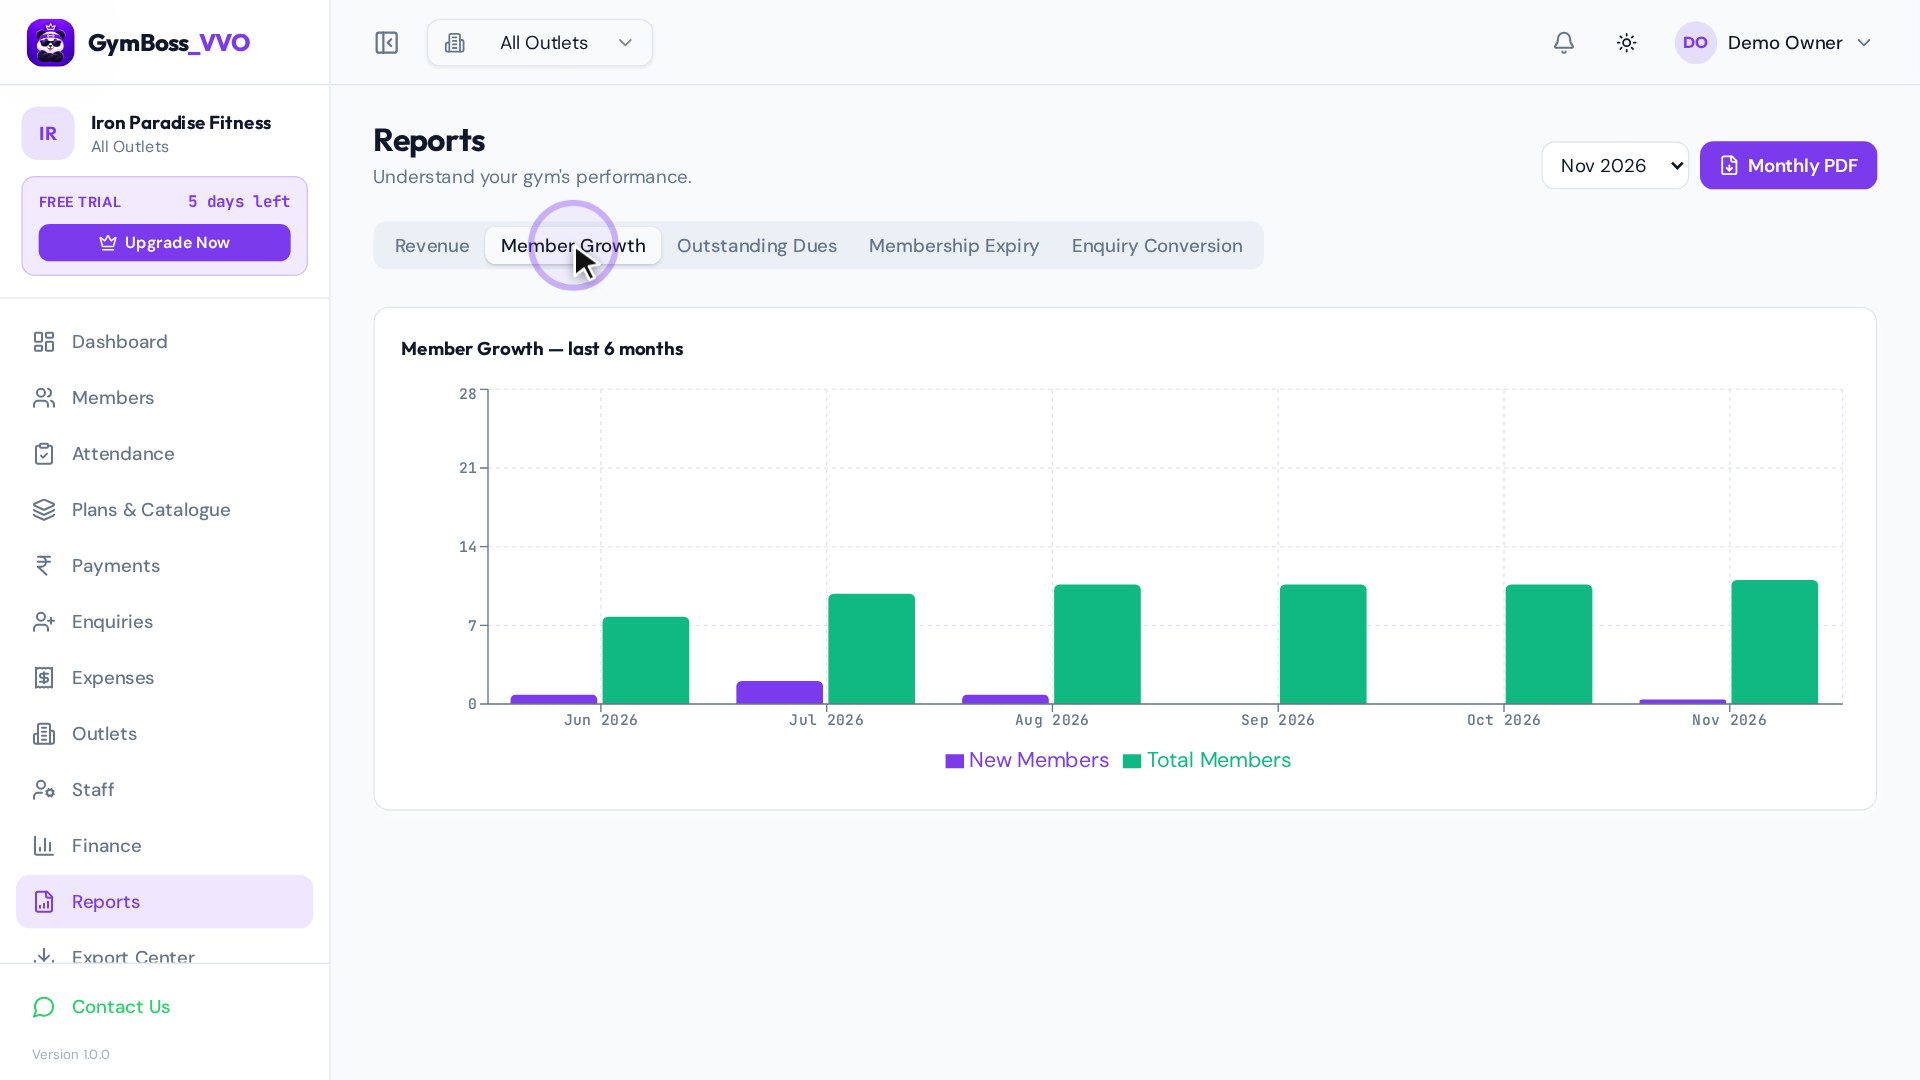 GymBoss_VVO
All Outlets
DO
Demo Owner
IR
Iron Paradise Fitness
All Outlets
FREE TRIAL
5 days left
Upgrade Now
Dashboard
Members
Attendance
Plans & Catalogue
Payments
Enquiries
Expenses
Outlets
Staff
Finance
Reports
Export Center
Contact Us
Version 1.0.0
Reports
Understand your gym's performance.
Nov 2026
Monthly PDF
Revenue
Member Growth
Outstanding Dues
Membership Expiry
Enquiry Conversion
Member Growth — last 6 months
28
21
14
7
0
Jun 2026
Jul 2026
Aug 2026
Sep 2026
Oct 2026
Nov 2026
New Members
Total Members